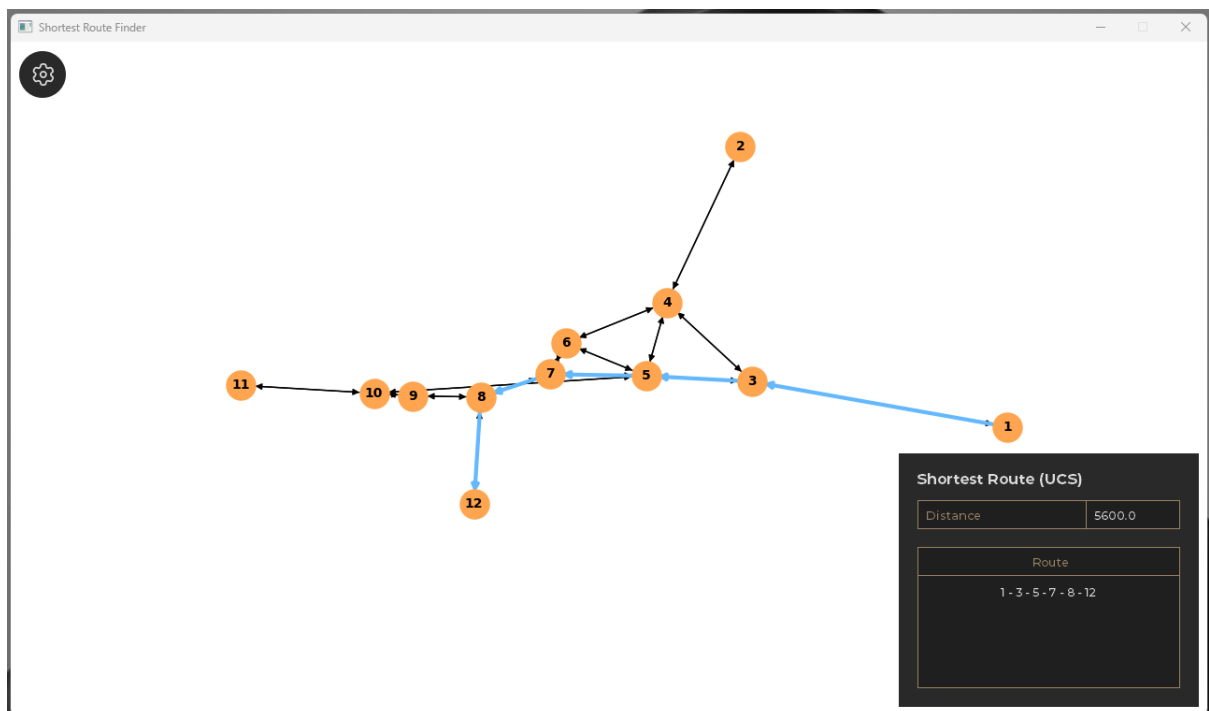 Shortest Route Finder
2
4
6
7
5
3
11
10
9
8
1
12
Shortest Route (UCS)
Distance 5600.0
Route
1 - 3 - 5 - 7 - 8 - 12